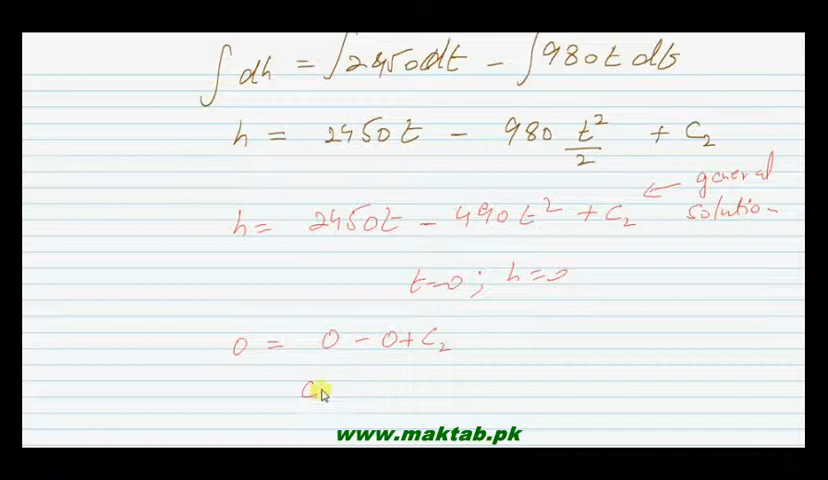 ∫dh = ∫2450dt - ∫980t dt
h = 2450t - 980 t²/2 + C₂
h = 2450t - 490t² + C₂ ← general solution
t=0 ; h=0
0 = 0 - 0 + C₂
C
www.maktab.pk